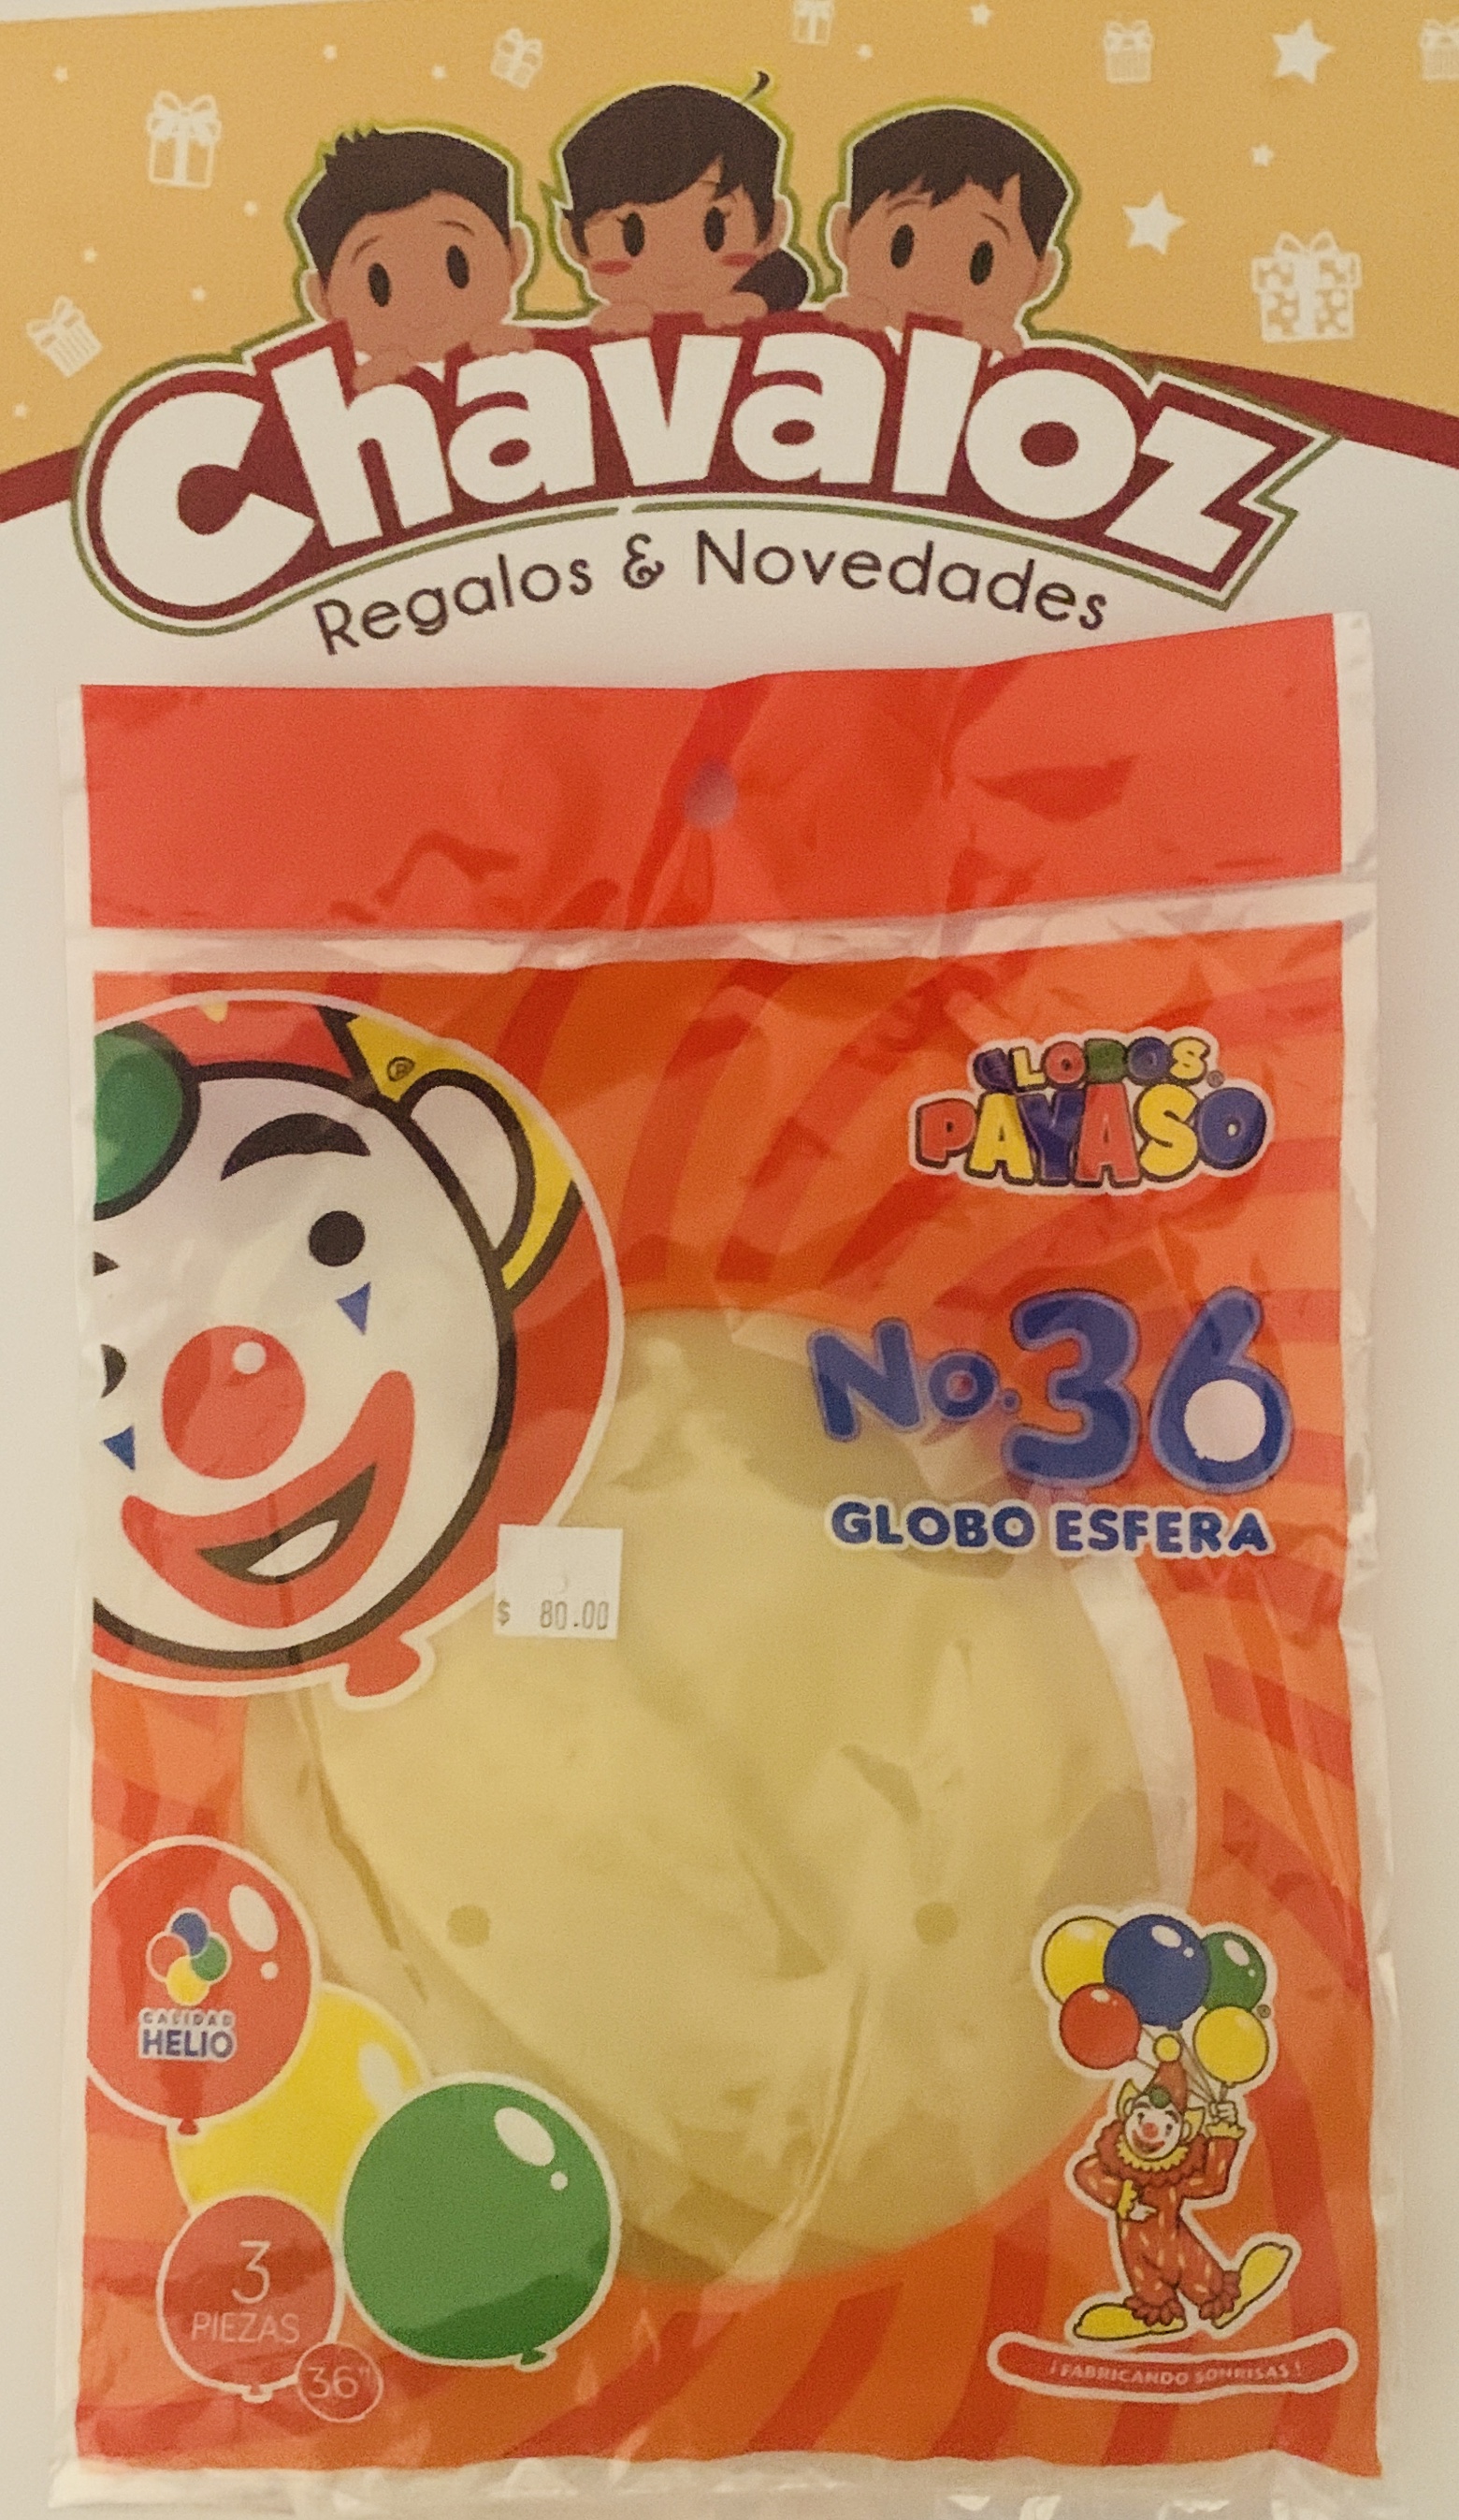 Chavaloz
Regalos & Novedades
®
GLOBOS
PAYASO®
No.36
GLOBO ESFERA
$ 80.00
CALIDAD
HELIO
®
3
PIEZAS
36"
¡FABRICANDO SONRISAS!